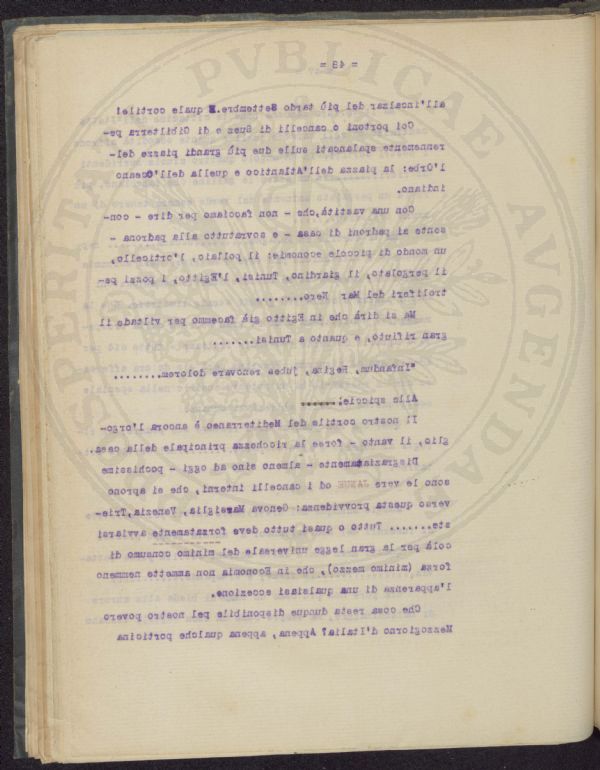 = 48 =
all'incalzar del più tardo Settembre.E quale cortile!
Coi portoni o cancelli di Suez e di Gibilterra pe-
rennemente spalancati sulle due più grandi piazze del-
l'Orbe: la piazza dell'Atlantico e quella dell'Oceano
indiano.
Con una vastità,che - non facciamo per dire - con-
sente ai padroni di casa - e sovratutto alla padrona -
un mondo di piccole economie: il pollaio, l'orticello,
il pergolato, il giardino, Tunisi, l'Egitto, i pozzi pe-
troliferi del Mar Nero........
Ma si dirà che in Egitto già facemmo per viltade il
gran rifiuto, e quanto a Tunisi.......
"Infandum, Regina, jubes renovare dolorem........
Alle spiccie:.....
Il nostro cortile del Mediterraneo è ancora l'orgo-
glio, il vanto - forse la ricchezza principale della casa.
Disgraziatamente - almeno sino ad oggi - pochissime
sono le vere JANUE od i cancelli interni, che si aprono
verso questa providenza: Genova Marsiglia, Venezia,Trie-
ste....... Tutto o quasi tutto deve forzatamente avviarsi
colà per la gran legge universale del minimo consumo di
forza (minimo mezzo), che in Economia non ammette nemmeno
l'apparenza di una qualsiasi eccezione.
Che cosa resta dunque disponibile pel nostro povero
Mezzogiorno d'Italia? Appena, appena qualche porticina
PVBLICAE
AVGENDAE
PERITATI